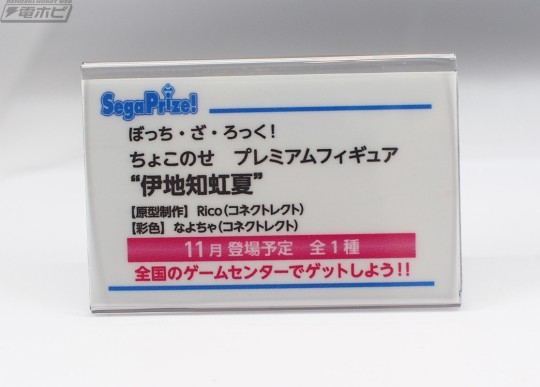 電ホビ
SegaPrize!
ぼっち・ざ・ろっく!
ちょこのせ プレミアムフィギュア
“伊地知虹夏”
【原型制作】Rico(コネクトレクト)
【彩色】なよちゃ(コネクトレクト)
11月登場予定 全1種
全国のゲームセンターでゲットしよう!!